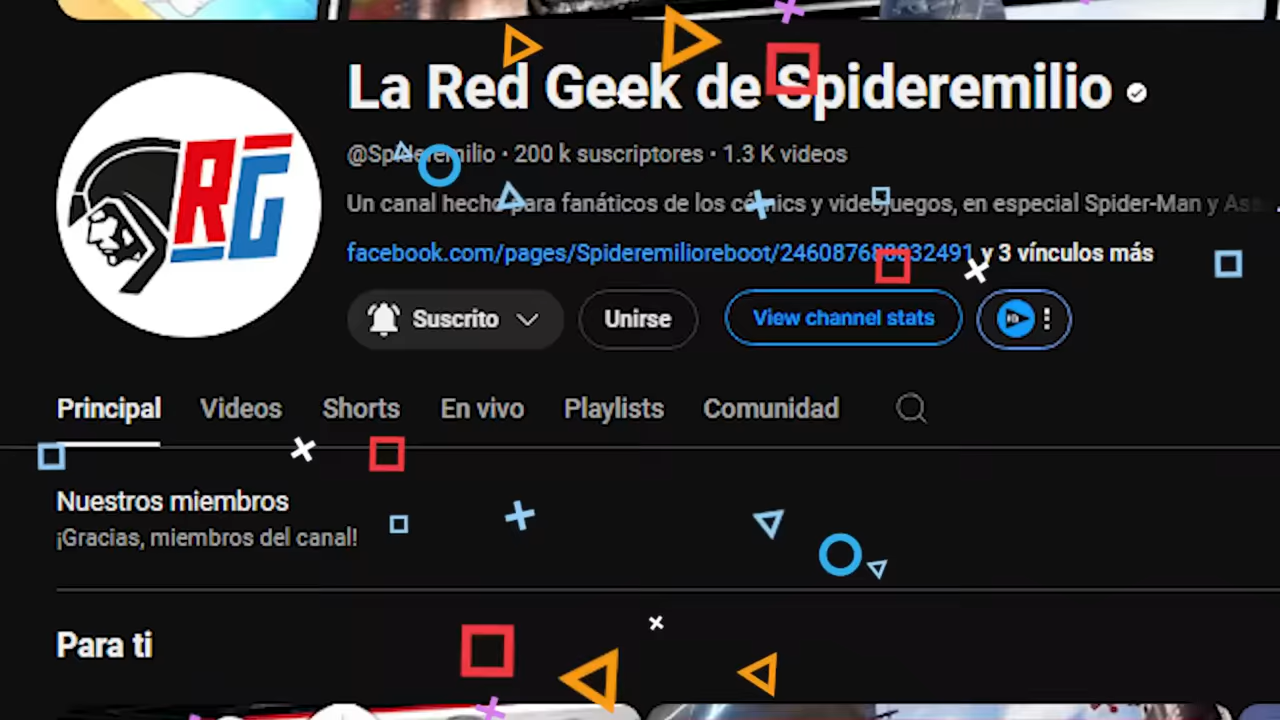 La Red Geek de Spideremilio
@Spideremilio • 200 k suscriptores • 1.3 K videos
Un canal hecho para fanáticos de los cómics y videojuegos, en especial Spider-Man y
facebook.com/pages/Spideremilioreboot/ y 3 vínculos más
RG
Suscrito
Unirse
View channel stats
Principal
Videos
Shorts
En vivo
Playlists
Comunidad
Nuestros miembros
¡Gracias, miembros del canal!
Para ti